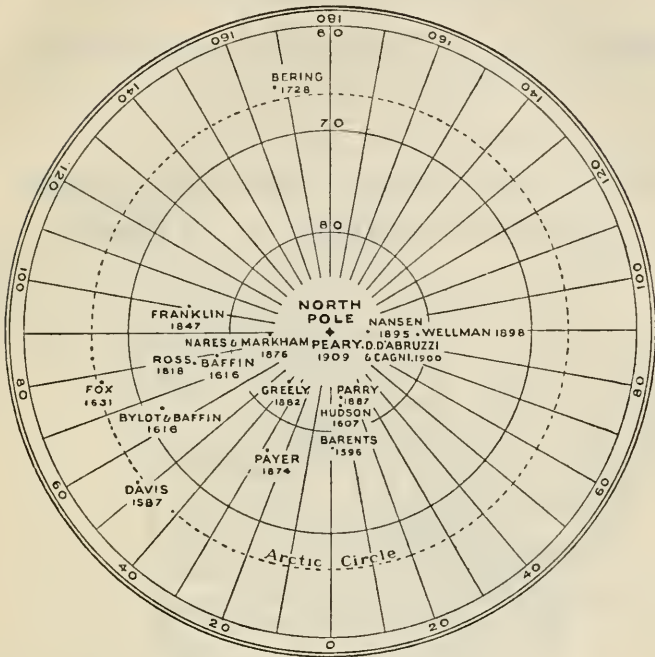 180
90
160
160
140
140
BERING
1728
70
120
120
80
100
100
NORTH
POLE
FRANKLIN
1847
NANSEN
1895
WELLMAN 1898
NARES & MARKHAM
1876
PEARY.
1909
D.D'ABRUZZI
& CAGNI. 1900
ROSS
1818
BAFFIN
1616
FOX
1631
GREELY
1882
PARRY
1887
80
80
BYLOT & BAFFIN
1616
HUDSON
1607
BARENTS
1596
PAYER
1874
DAVIS
1587
60
60
Arctic Circle
40
40
20
20
0